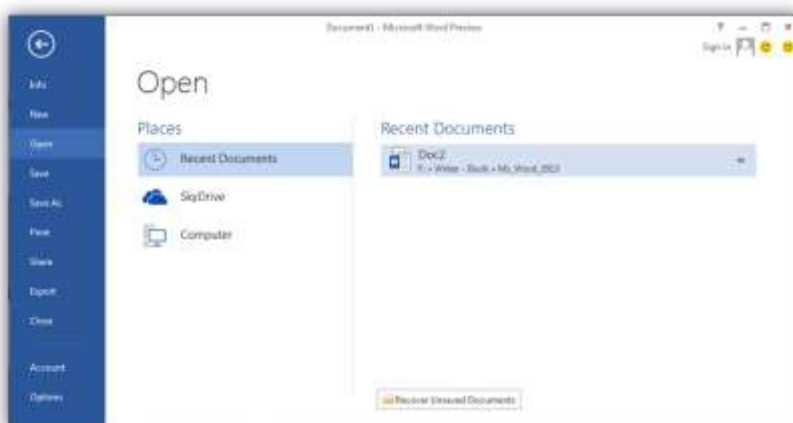 Document1 - Microsoft Word Preview
Sign in
Info
New
Open
Save
Save As
Print
Share
Export
Close
Account
Options
Open
Places
Recent Documents
SkyDrive
Computer
Recent Documents
Doc2
Recover Unsaved Documents